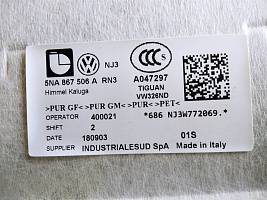 NJ3
5NA 867 506 A RN3
Himmel Kaluga
A047297
TIGUAN
VW326ND
>PUR GF<>PUR GM<>PUR<>PET<
OPERATOR 400021
*686 NJ3W772069.*
SHIFT 2
DATE 180903
01S
SUPPLIER INDUSTRIALESUD SpA
Made in Italy